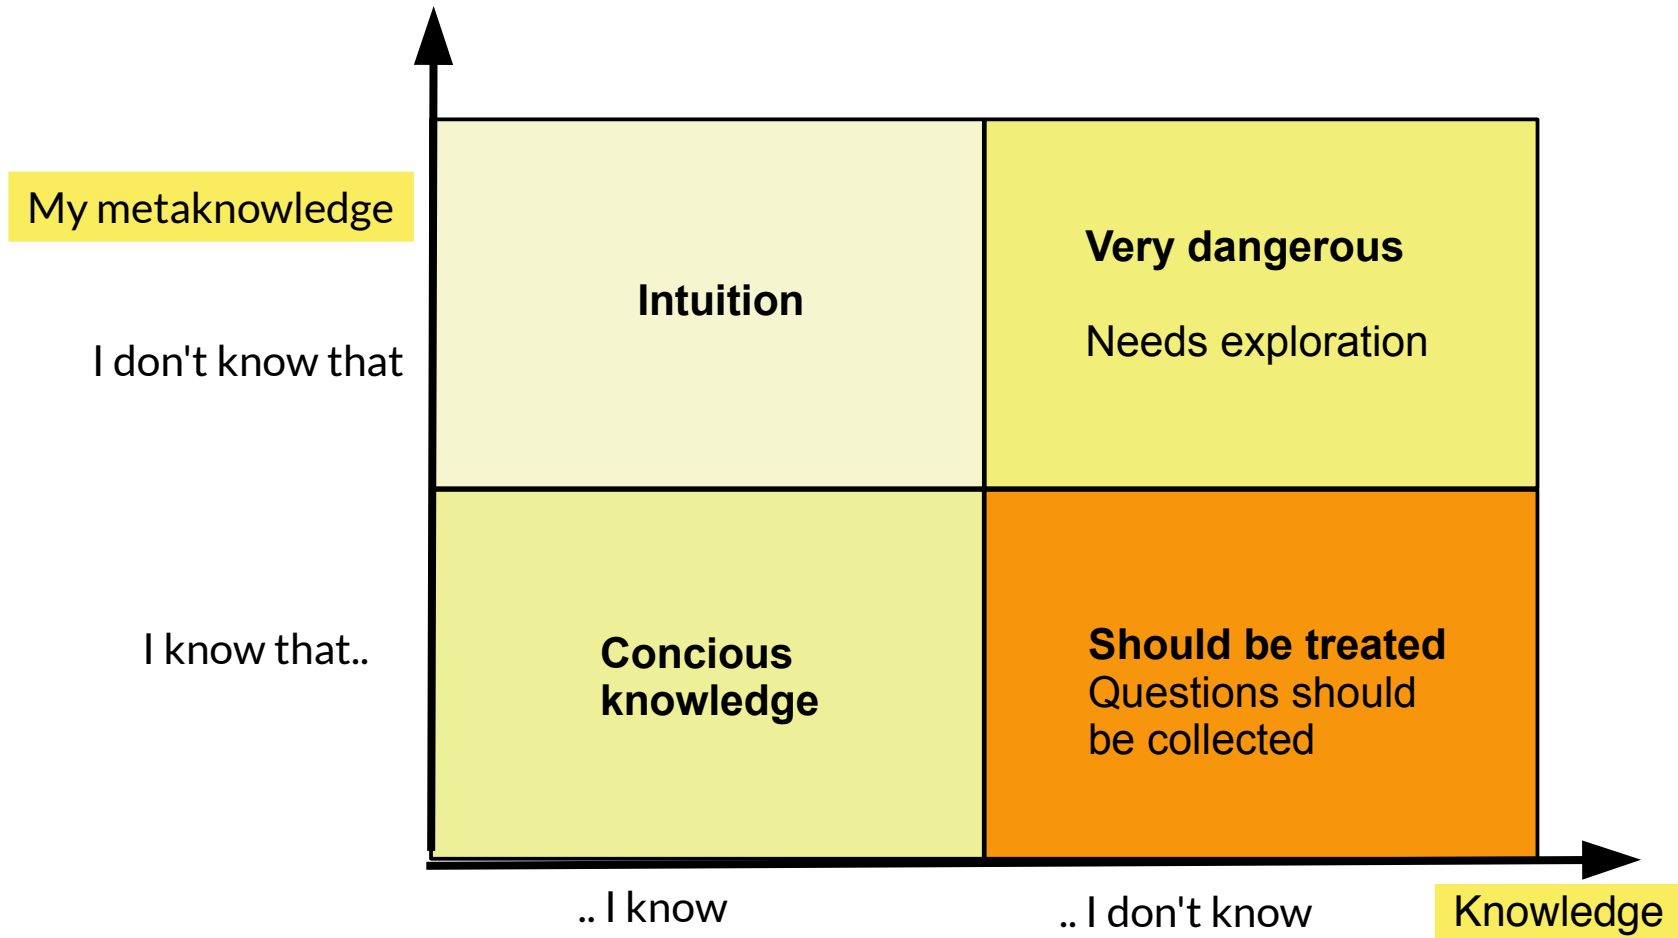 My metaknowledge
Intuition
Very dangerous
Needs exploration
I don't know that
I know that..
Concious
knowledge
Should be treated
Questions should
be collected
.. I know
.. I don't know
Knowledge